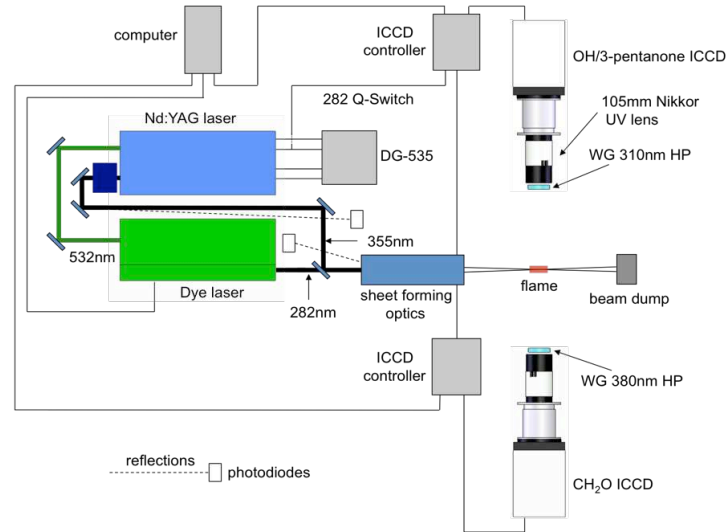 computer
ICCD
controller
OH/3-pentanone ICCD
282 Q-Switch
105mm Nikkor
UV lens
Nd:YAG laser
DG-535
WG 310nm HP
532nm
355nm
Dye laser
282nm
sheet forming
optics
flame
beam dump
ICCD
controller
WG 380nm HP
reflections
photodiodes
CH₂O ICCD